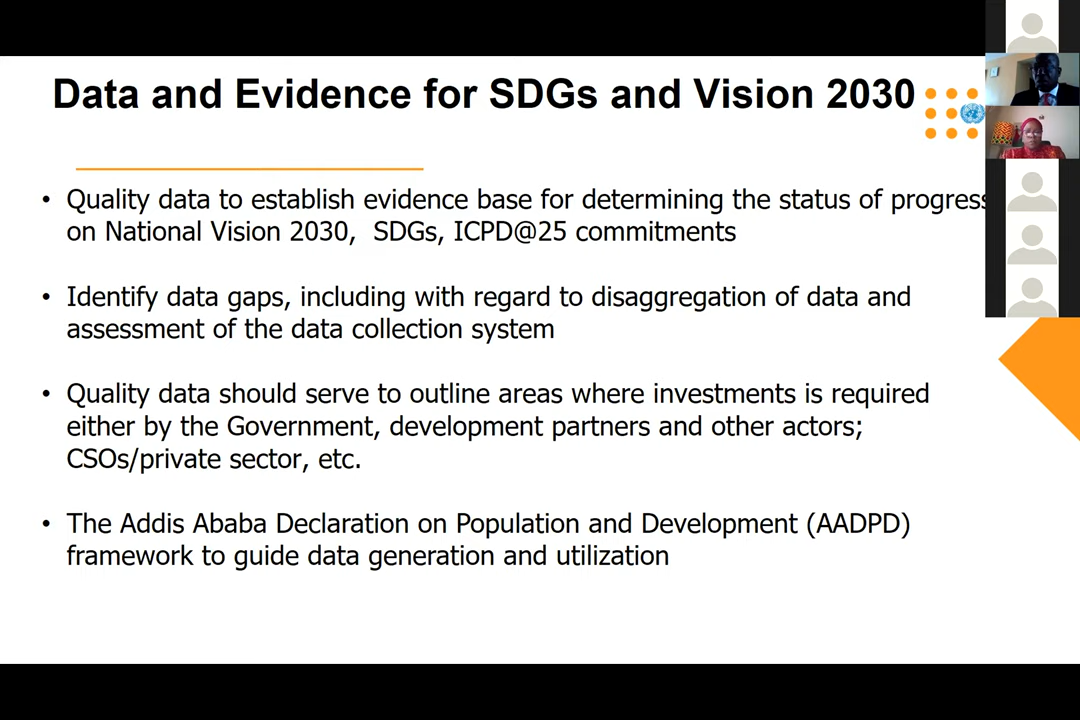 Data and Evidence for SDGs and Vision 2030
• Quality data to establish evidence base for determining the status of progress
on National Vision 2030,  SDGs, ICPD@25 commitments
• Identify data gaps, including with regard to disaggregation of data and
assessment of the data collection system
• Quality data should serve to outline areas where investments is required
either by the Government, development partners and other actors;
CSOs/private sector, etc.
• The Addis Ababa Declaration on Population and Development (AADPD)
framework to guide data generation and utilization